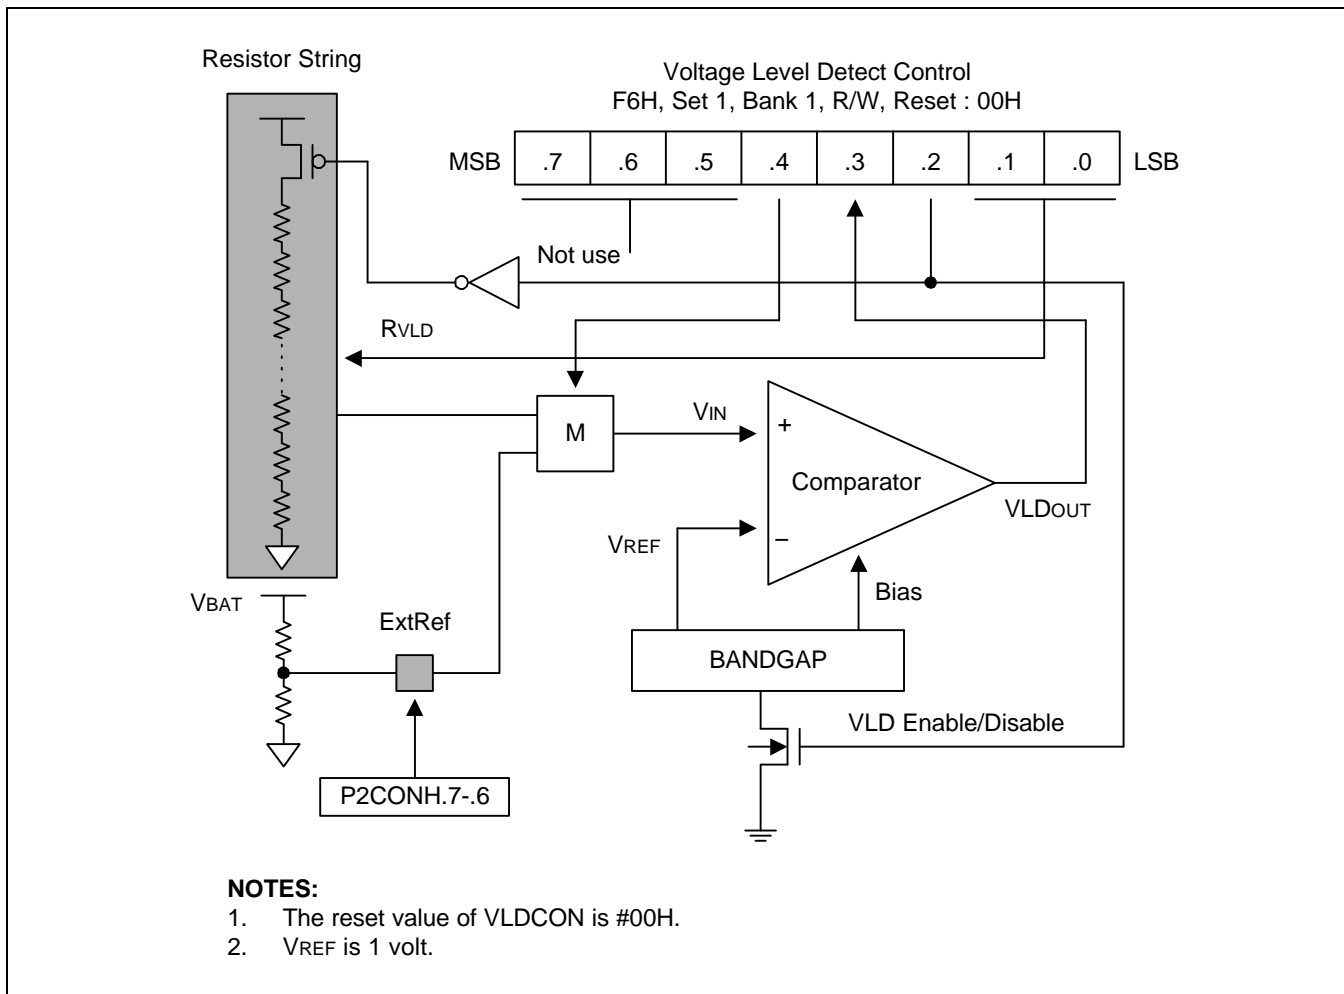 Resistor String
Voltage Level Detect Control
F6H, Set 1, Bank 1, R/W, Reset : 00H
MSB .7 .6 .5 .4 .3 .2 .1 .0 LSB
Not use
RVLD
M
VIN
+
Comparator
VLDOUT
VREF
–
Bias
VBAT
ExtRef
BANDGAP
VLD Enable/Disable
P2CONH.7-.6
NOTES:
1. The reset value of VLDCON is #00H.
2. VREF is 1 volt.